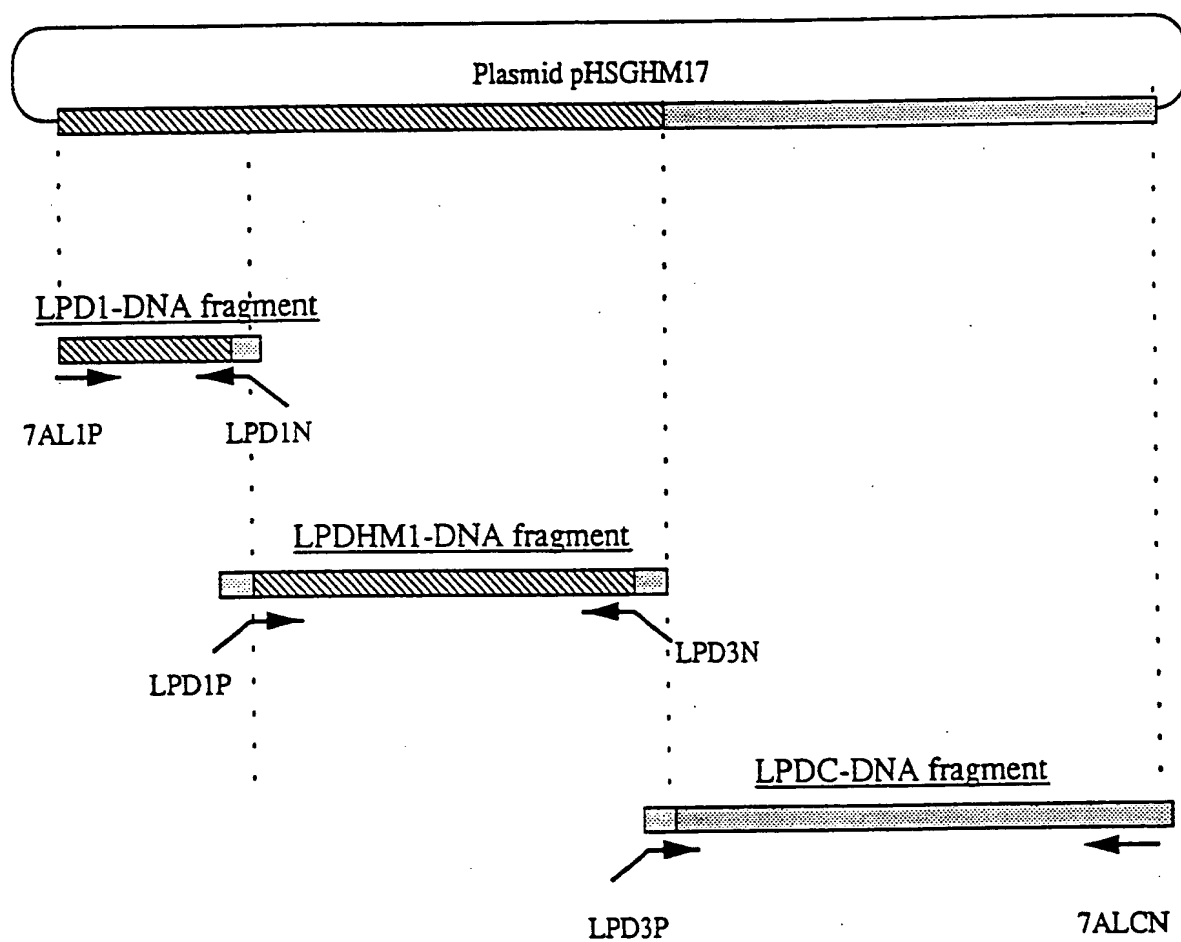 Plasmid pHSGHM17
LPD1-DNA fragment
7AL1P
LPD1N
LPDHM1-DNA fragment
LPD1P
LPD3N
LPDC-DNA fragment
LPD3P
7ALCN